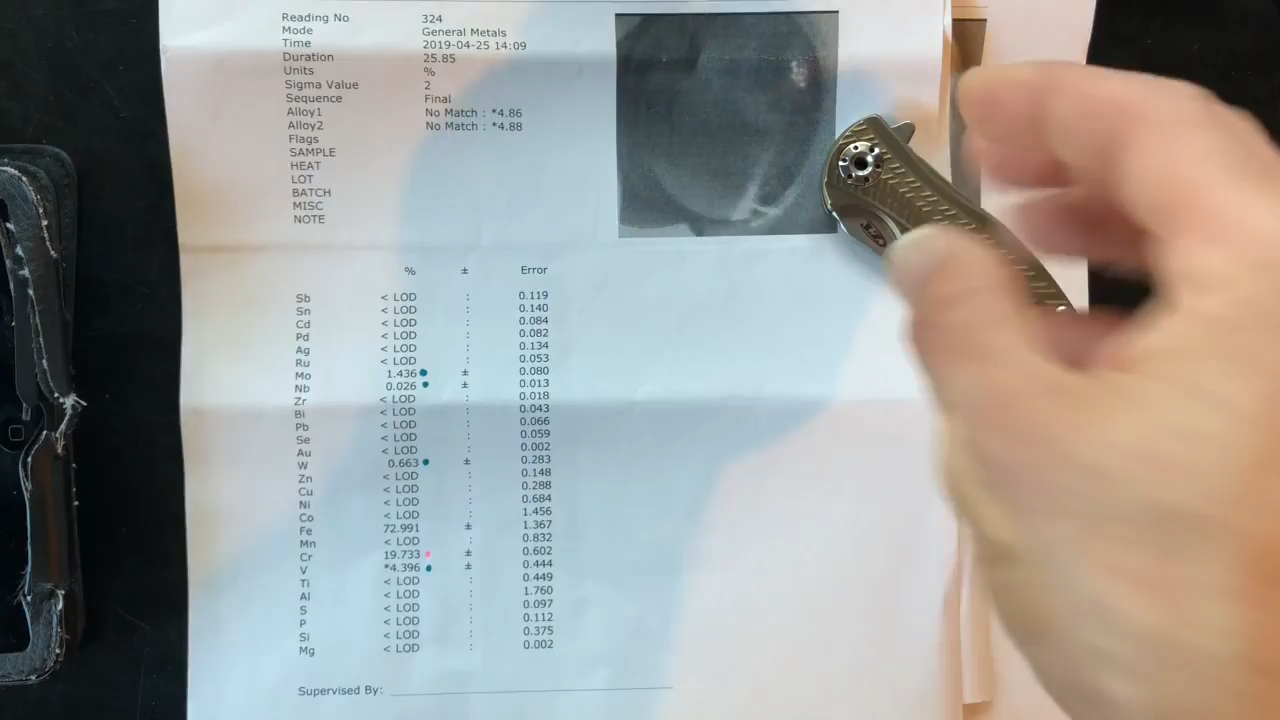 Reading No 324
Mode General Metals
Time 2019-04-25 14:09
Duration 25.85
Units %
Sigma Value 2
Sequence Final
Alloy1 No Match : *4.86
Alloy2 No Match : *4.88
Flags
SAMPLE
HEAT
LOT
BATCH
MISC
NOTE
% ± Error
Sb < LOD : 0.119
Sn < LOD : 0.140
Cd < LOD : 0.084
Pd < LOD : 0.082
Ag < LOD : 0.134
Ru < LOD : 0.053
Mo 1.436 ± 0.080
Nb 0.026 ± 0.013
Zr < LOD : 0.018
Bi < LOD : 0.043
Pb < LOD : 0.066
Se < LOD : 0.059
Au < LOD : 0.002
W 0.663 ± 0.283
Zn < LOD : 0.148
Cu < LOD : 0.288
Ni < LOD : 0.684
Co < LOD : 1.456
Fe 72.991 ± 1.367
Mn < LOD : 0.832
Cr 19.733 ± 0.602
V *4.396 ± 0.444
Ti < LOD : 0.449
Al < LOD : 1.760
S < LOD : 0.097
P < LOD : 0.112
Si < LOD : 0.375
Mg < LOD : 0.002
Supervised By:
ZT